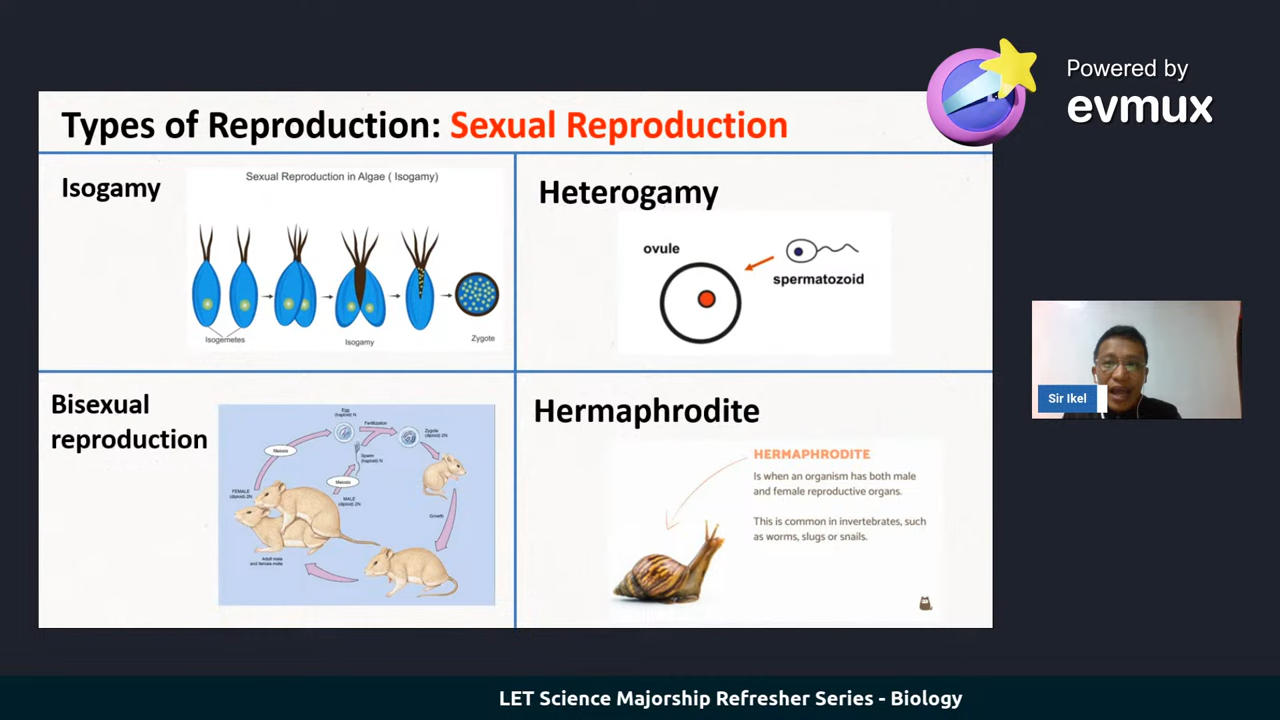 Powered by
evmux
Types of Reproduction: Sexual Reproduction
Isogamy
Sexual Reproduction in Algae ( Isogamy)
Isogemetes
Isogamy
Zygote
Heterogamy
ovule
spermatozoid
Bisexual
reproduction
Egg
(haploid) N
Fertilization
Zygote
(diploid) 2N
Meiosis
Sperm
(haploid) N
Meiosis
FEMALE
(diploid) 2N
MALE
(diploid) 2N
Growth
Adult male
and female mate
Hermaphrodite
HERMAPHRODITE
Is when an organism has both male
and female reproductive organs.
This is common in invertebrates, such
as worms, slugs or snails.
Sir Ikel
LET Science Majorship Refresher Series - Biology